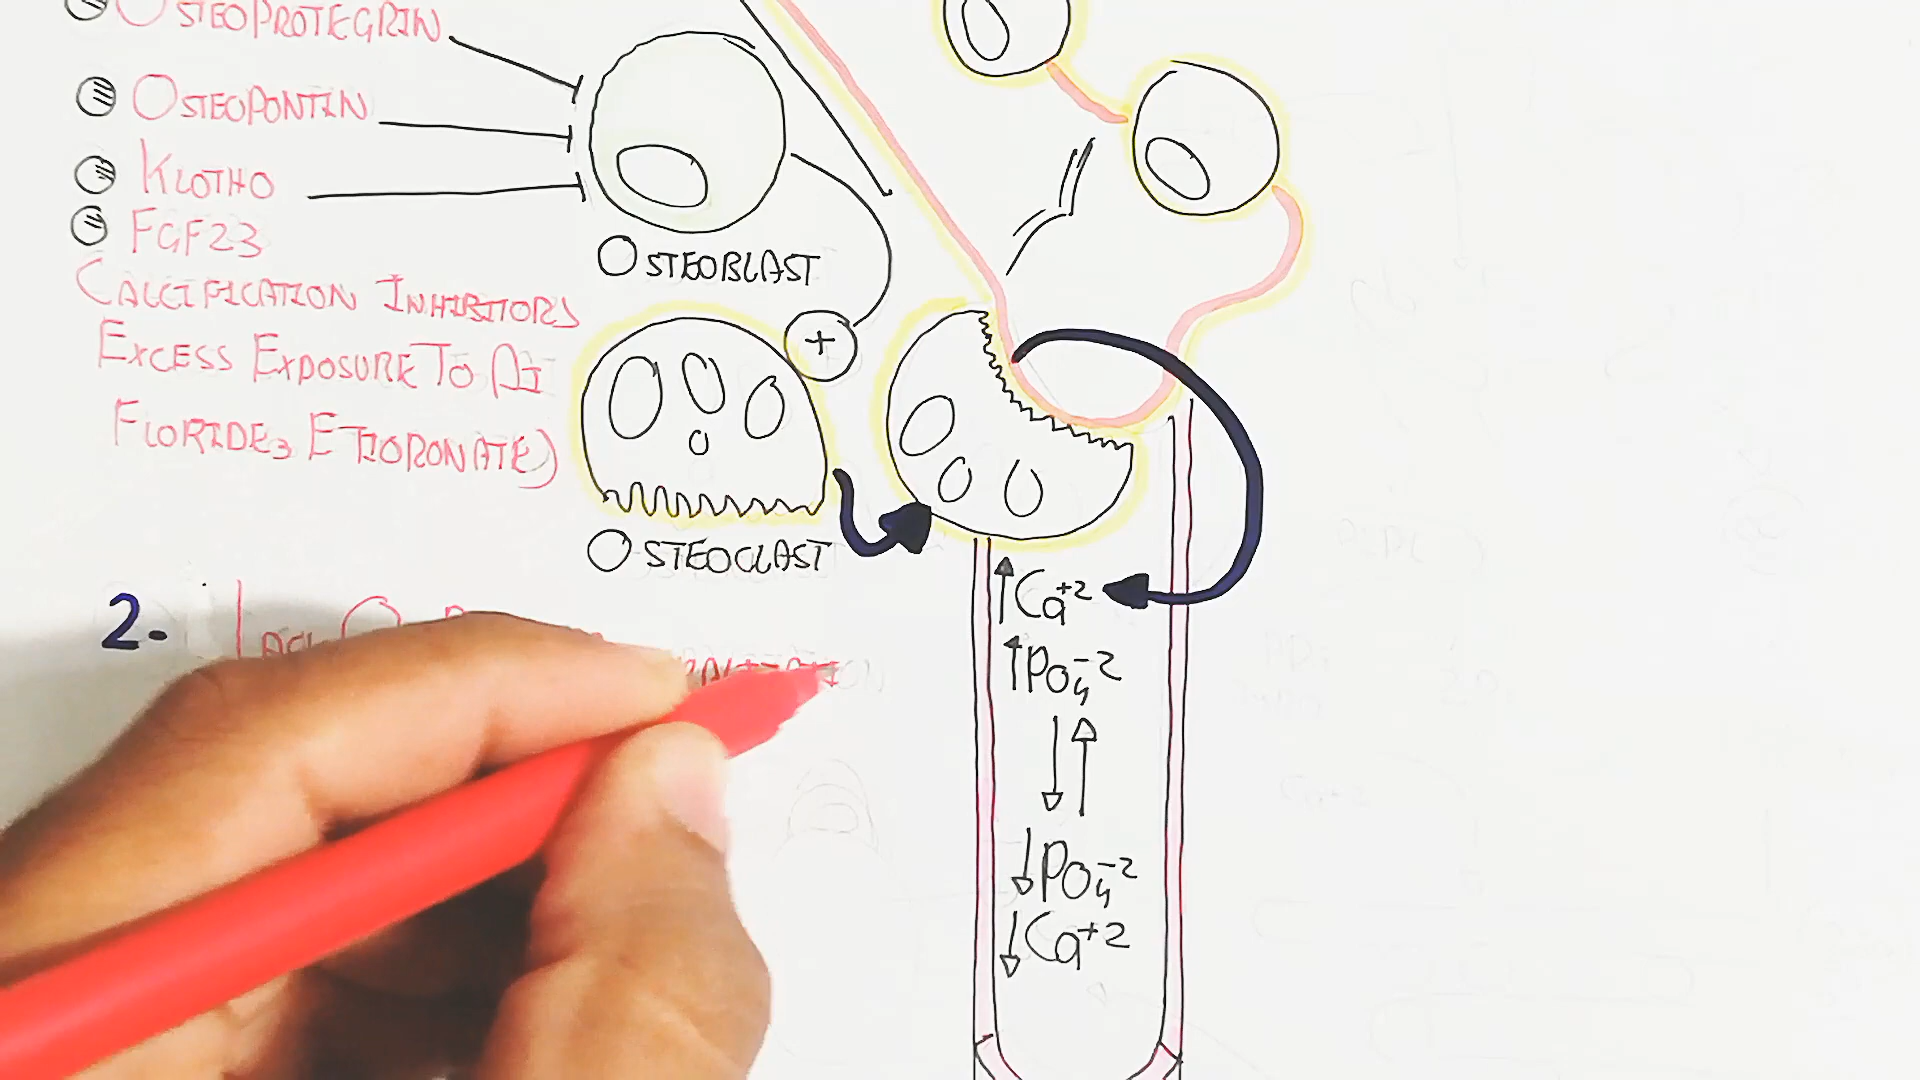 OSTEOPROTEGRIN
OSTEOPONTIN
KLOTHO
FGF23
CALCIFICATION INHIBITORS
EXCESS EXPOSURE TO Al
FLORIDE, ETIDRONATE)
OSTEOBLAST
+
OSTEOCLAST
2-
↑Ca+2
↑PO4-2
↓PO4-2
↓Ca+2